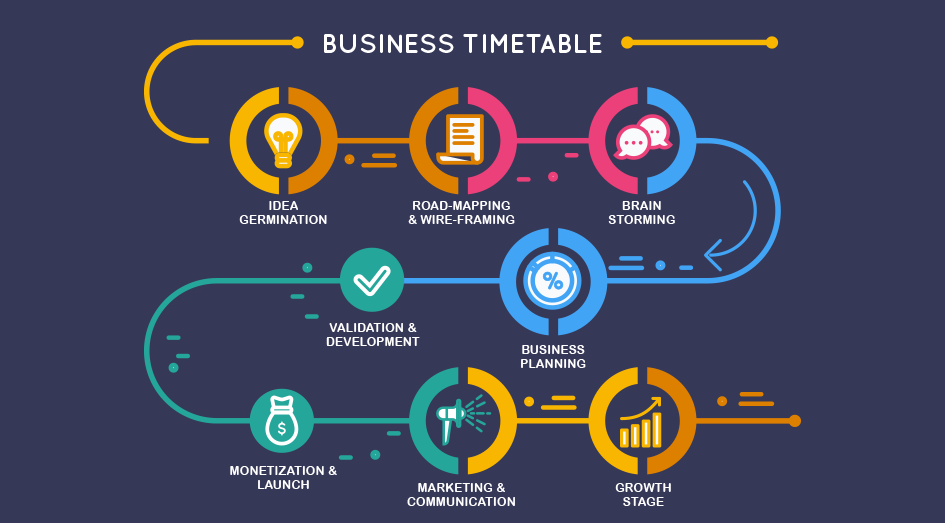 BUSINESS TIMETABLE
IDEA
GERMINATION
ROAD-MAPPING
& WIRE-FRAMING
BRAIN
STORMING
%
BUSINESS
PLANNING
VALIDATION &
DEVELOPMENT
$
MONETIZATION &
LAUNCH
MARKETING &
COMMUNICATION
GROWTH
STAGE